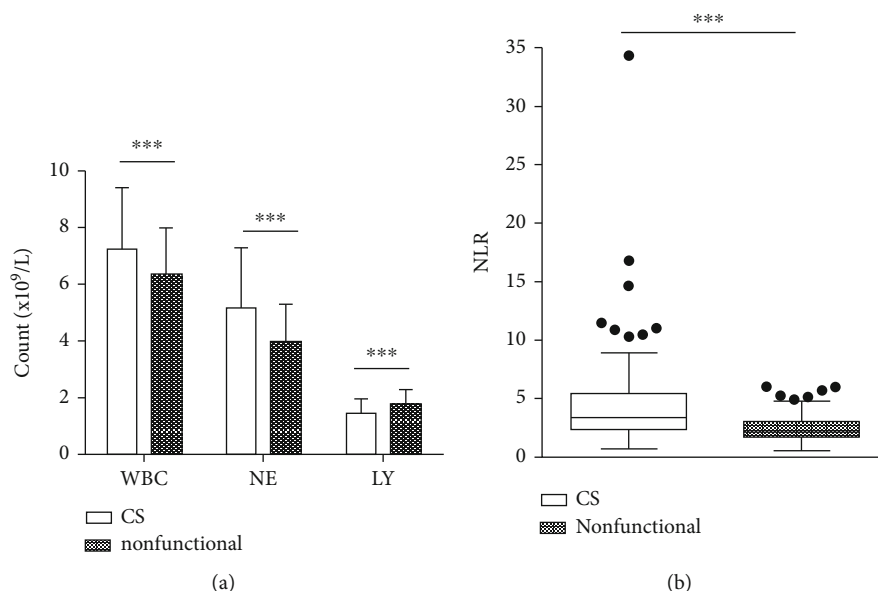 ***
***
***
10
8
6
4
2
0
Count (x10⁹/L)
WBC NE LY
CS
nonfunctional
(a)
***
35
30
25
20
15
10
5
0
NLR
CS
Nonfunctional
(b)